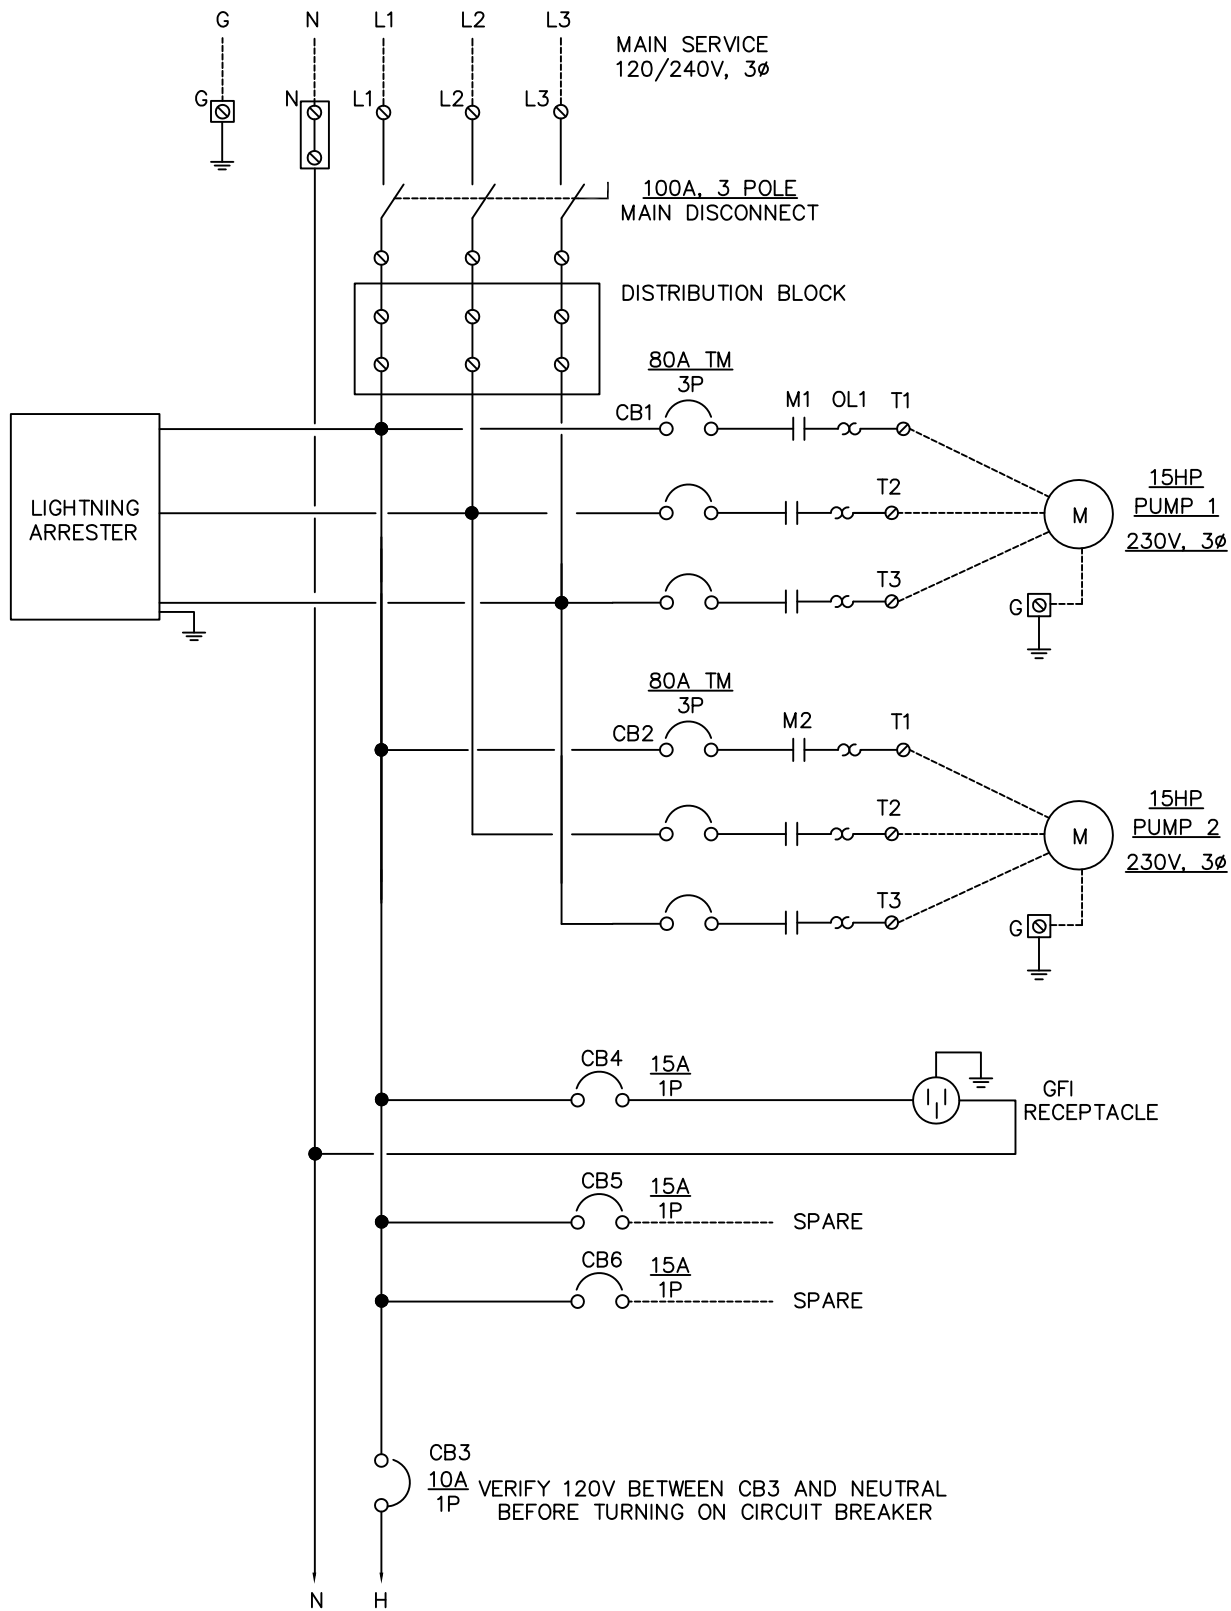 G N L1 L2 L3
MAIN SERVICE
120/240V, 3ø
G N L1 L2 L3
100A, 3 POLE
MAIN DISCONNECT
DISTRIBUTION BLOCK
80A TM
3P
CB1 M1 OL1 T1
LIGHTNING
ARRESTER
T2
T3
M
15HP
PUMP 1
230V, 3ø
G
80A TM
3P
CB2 M2 T1
T2
T3
M
15HP
PUMP 2
230V, 3ø
G
CB4 15A
1P
GFI
RECEPTACLE
CB5 15A
1P
SPARE
CB6 15A
1P
SPARE
CB3
10A
1P
VERIFY 120V BETWEEN CB3 AND NEUTRAL
BEFORE TURNING ON CIRCUIT BREAKER
N H